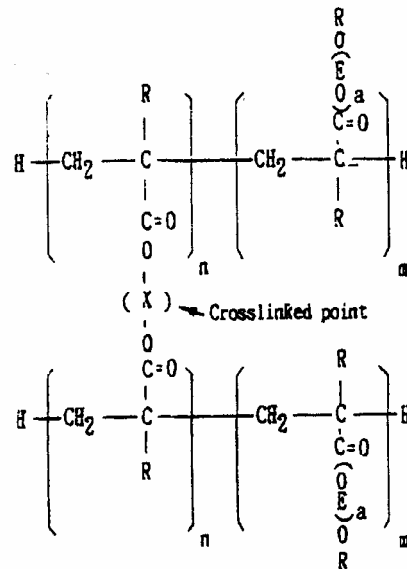 R
O
(E
O)a
R C=O
H CH2 C CH2 C H
C=O R
O n m
(X) Crosslinked point
O
C=O R
H CH2 C CH2 C H
R C=O
n (O m
E
O)a
R